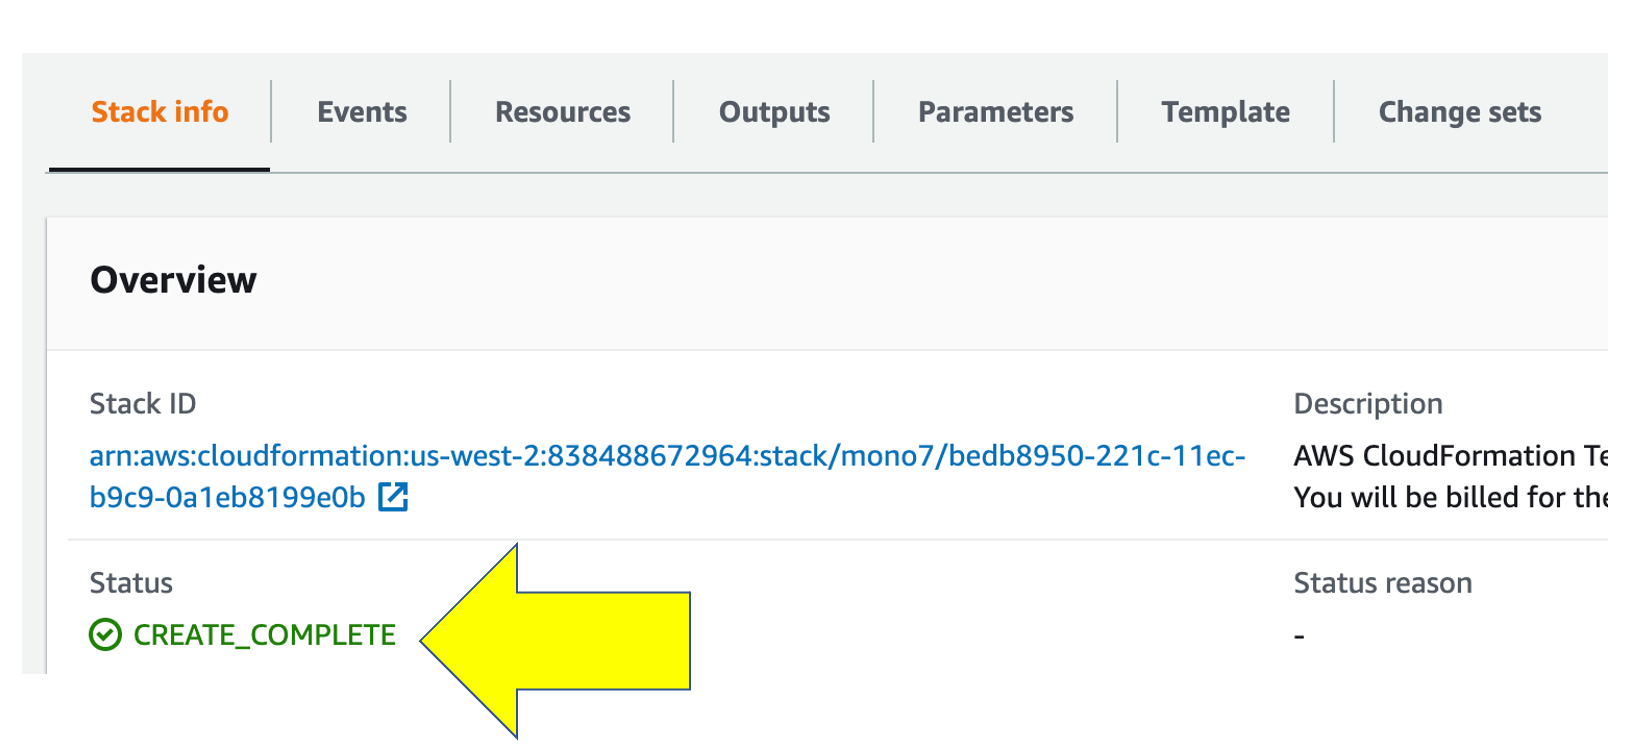 Stack info Events Resources Outputs Parameters Template Change sets
Overview
Stack ID
arn:aws:cloudformation:us-west-2:838488672964:stack/mono7/bedb8950-221c-11ec-
b9c9-0a1eb8199e0b
Description
AWS CloudFormation Te
You will be billed for the
Status
CREATE_COMPLETE
Status reason
-